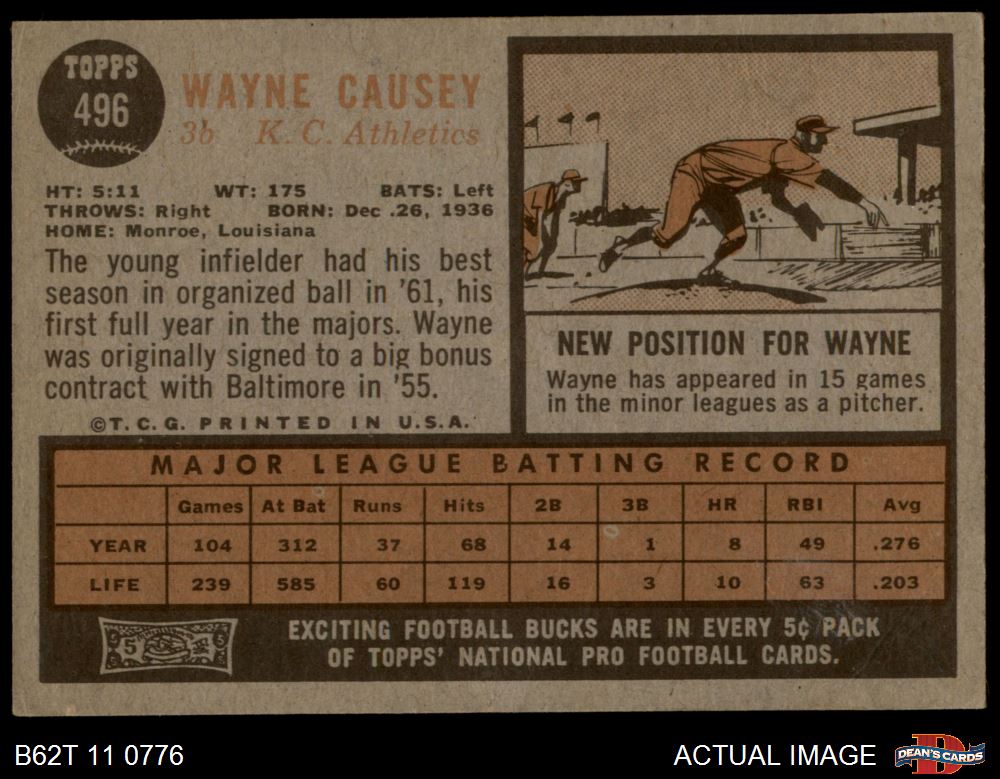 TOPPS
496
WAYNE CAUSEY
3b K. C. Athletics
HT: 5:11 WT: 175 BATS: Left
THROWS: Right BORN: Dec .26, 1936
HOME: Monroe, Louisiana
The young infielder had his best
season in organized ball in '61, his
first full year in the majors. Wayne
was originally signed to a big bonus
contract with Baltimore in '55.
©T. C. G. PRINTED IN U.S.A.
NEW POSITION FOR WAYNE
Wayne has appeared in 15 games
in the minor leagues as a pitcher.
MAJOR LEAGUE BATTING RECORD
Games At Bat Runs Hits 2B 3B HR RBI Avg
YEAR 104 312 37 68 14 1 8 49 .276
LIFE 239 585 60 119 16 3 10 63 .203
5 5 5
EXCITING FOOTBALL BUCKS ARE IN EVERY 5¢ PACK
OF TOPPS' NATIONAL PRO FOOTBALL CARDS.
B62T 11 0776 ACTUAL IMAGE
D
DEAN'S CARDS